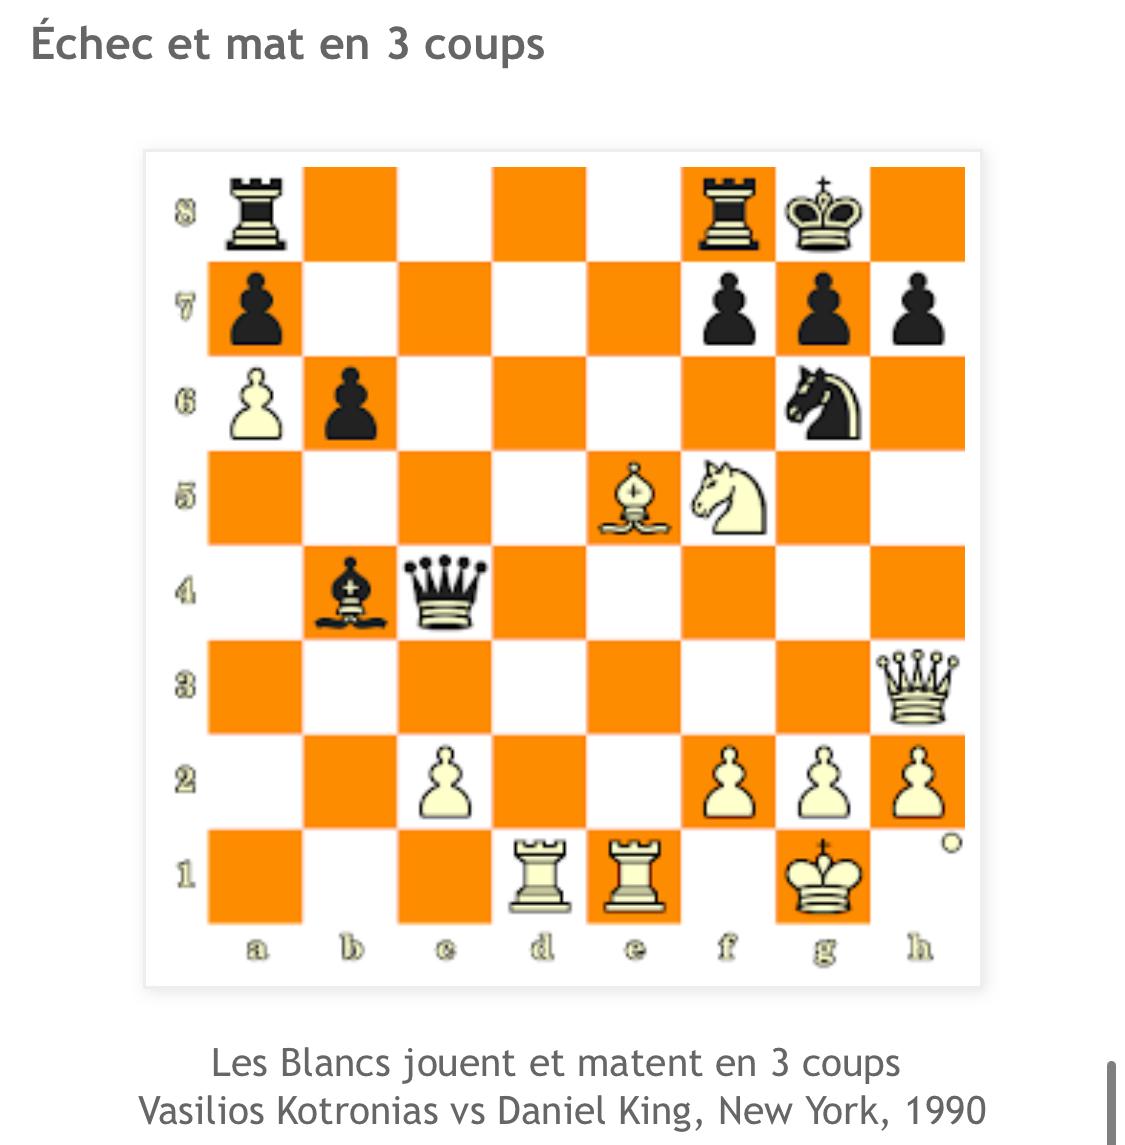 Échec et mat en 3 coups
8
7
6
5
4
3
2
1
a b c d e f g h
Les Blancs jouent et matent en 3 coups
Vasilios Kotronias vs Daniel King, New York, 1990